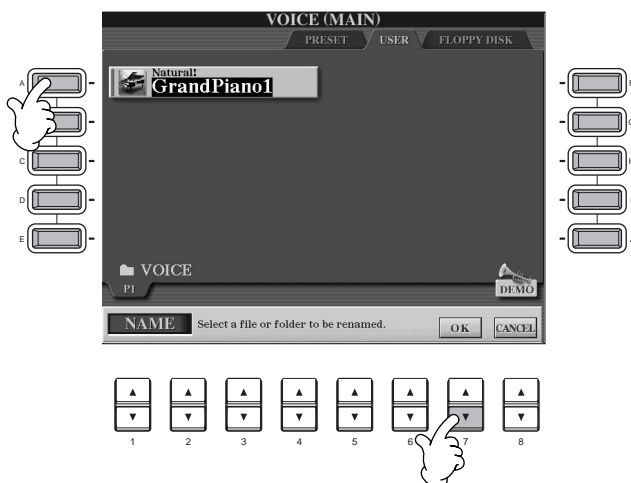 VOICE (MAIN)
PRESET USER FLOPPY DISK
Natural!
GrandPiano1
A
C
D
E
VOICE
P1
DEMO
NAME Select a file or folder to be renamed. OK CANCEL
1 2 3 4 5 6 7 8